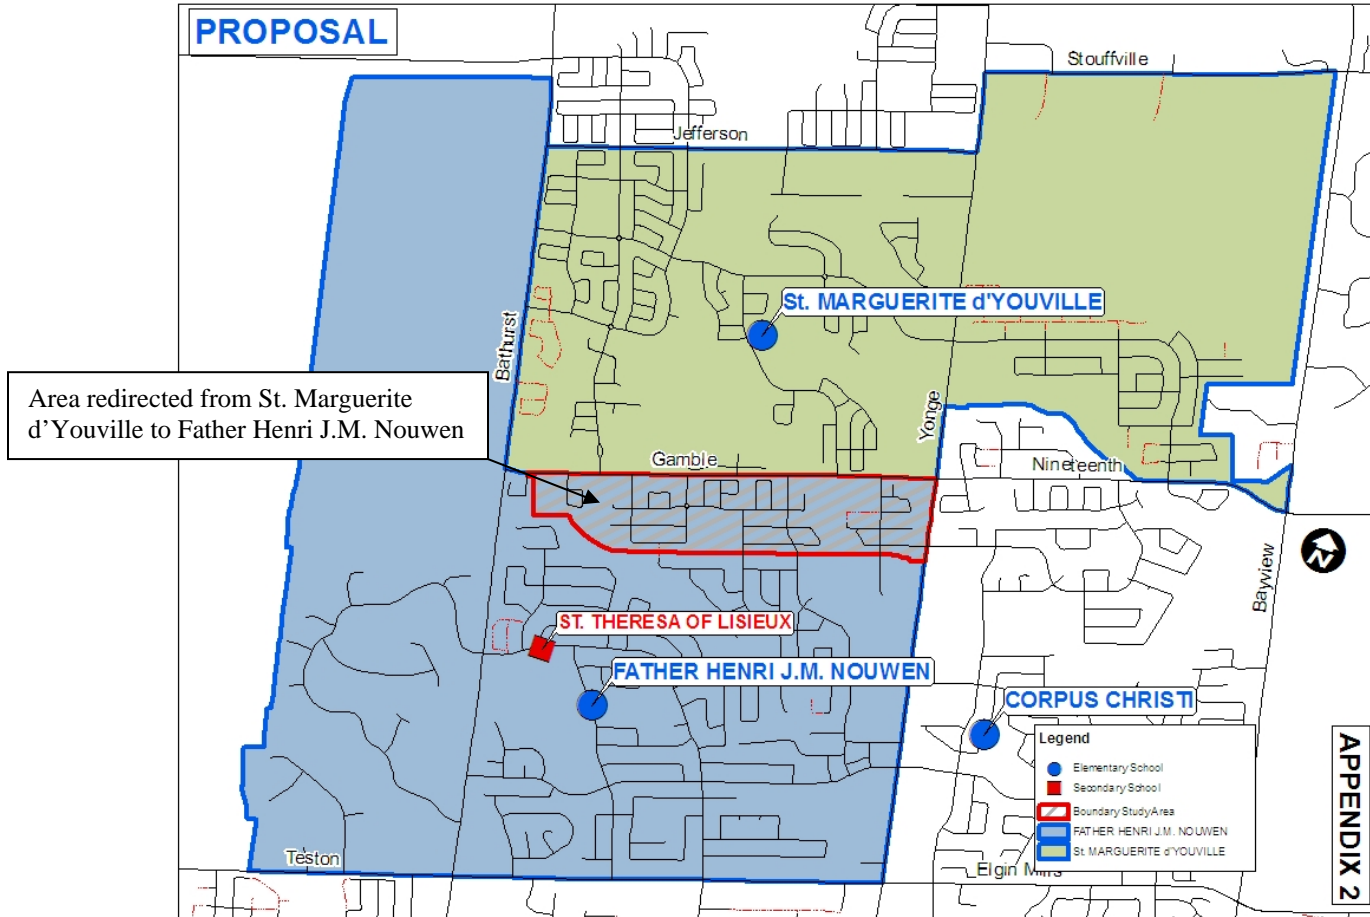 PROPOSAL
Stouffville
Jefferson
St. MARGUERITE d'YOUVILLE
Bathurst
Area redirected from St. Marguerite
d'Youville to Father Henri J.M. Nouwen
Yonge
Gamble
Nineteenth
N
Bayview
ST. THERESA OF LISIEUX
FATHER HENRI J.M. NOUWEN
CORPUS CHRISTI
Legend
Elementary School
Secondary School
Boundary Study Area
FATHER HENRI J.M. NOUWEN
St. MARGUERITE d'YOUVILLE
Teston
Elgin Mills
APPENDIX 2